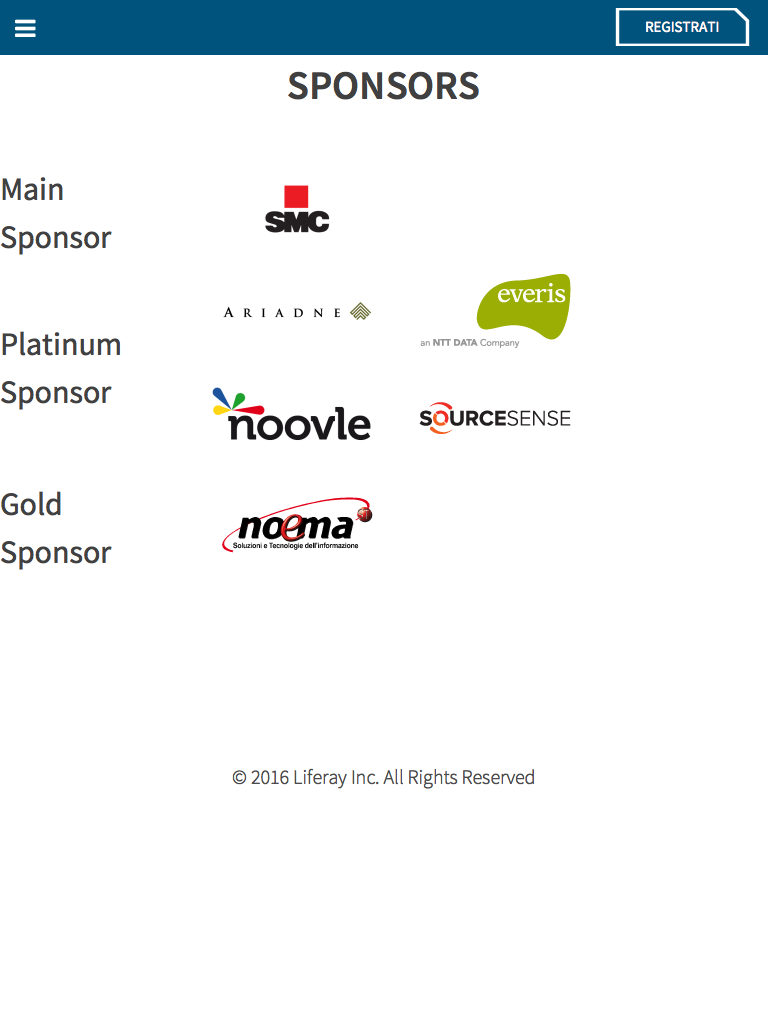 REGISTRATI
SPONSORS
Main
Sponsor
SMC
ARIADNE
everis
an NTT DATA Company
Platinum
Sponsor
noovle
SOURCESENSE
Gold
Sponsor
noema
Soluzioni e Tecnologie dell'informazione
© 2016 Liferay Inc. All Rights Reserved